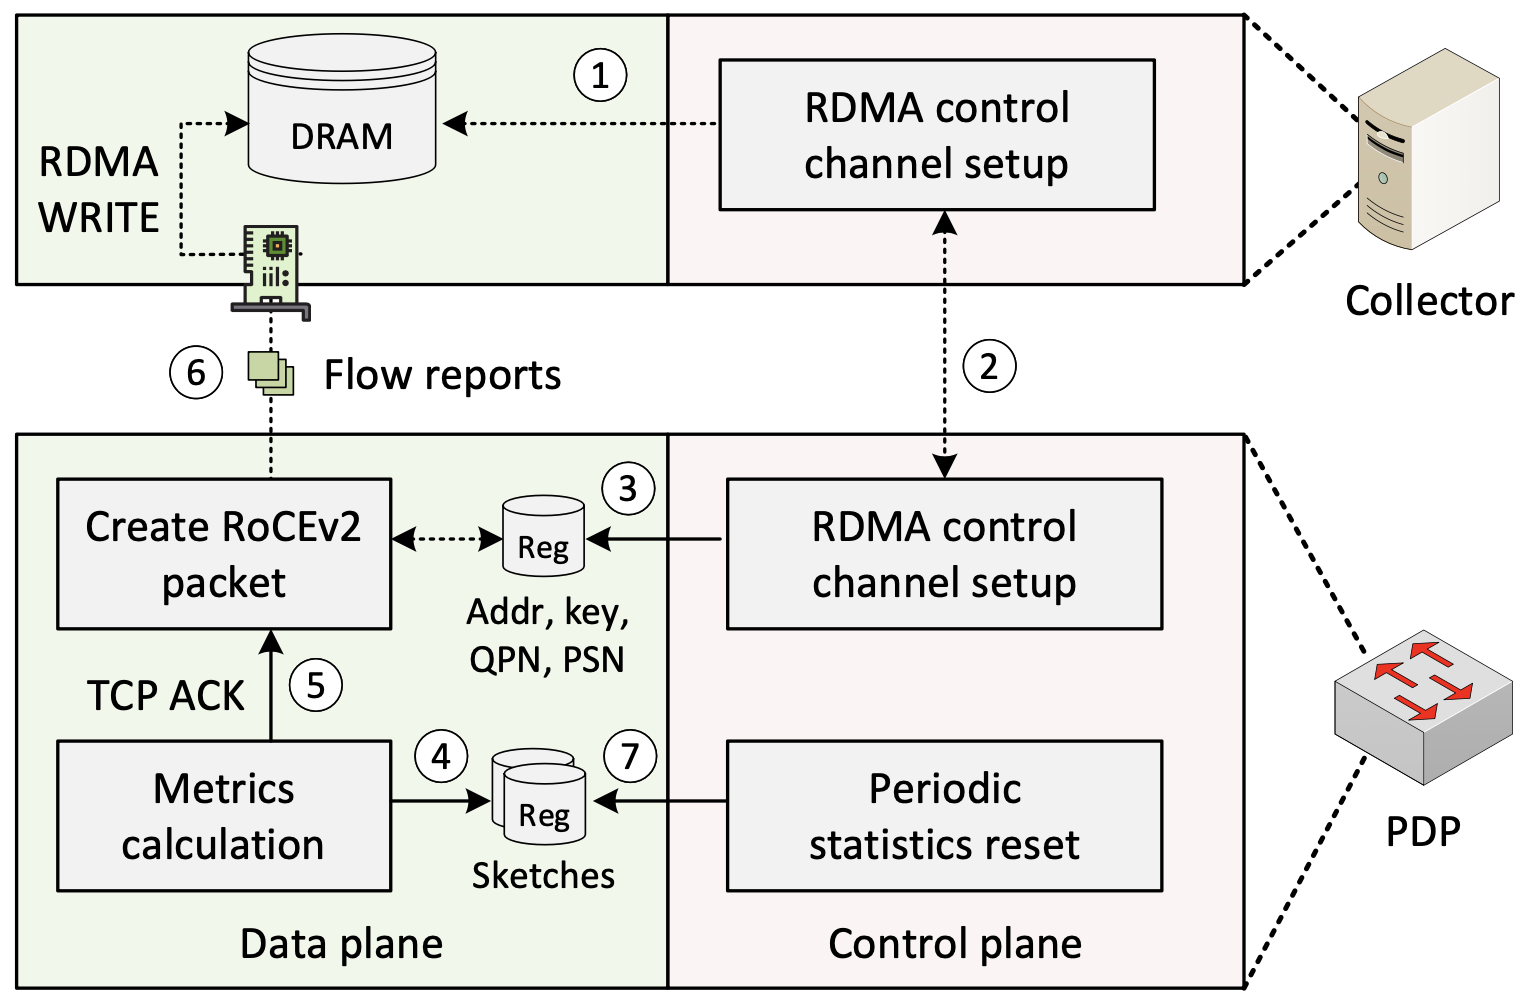 1
RDMA control
channel setup
DRAM
RDMA
WRITE
Collector
6
Flow reports
2
Create RoCEv2
packet
3
Reg
Addr, key,
QPN, PSN
RDMA control
channel setup
TCP ACK
5
Metrics
calculation
4
Reg
Sketches
7
Periodic
statistics reset
PDP
Data plane
Control plane